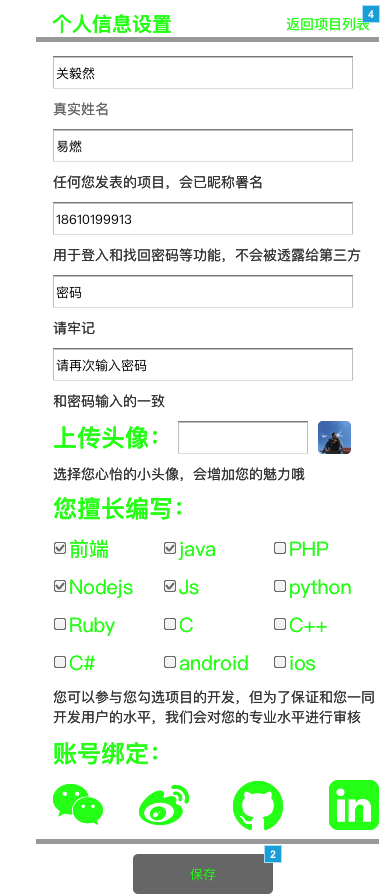 个人信息设置
返回项目列表
4
关毅然
真实姓名
易燃
任何您发表的项目，会已昵称署名
18610199913
用于登入和找回密码等功能，不会被透露给第三方
密码
请牢记
请再次输入密码
和密码输入的一致
上传头像：
选择您心怡的小头像，会增加您的魅力哦
您擅长编写：
前端 java PHP
Nodejs Js python
Ruby C C++
C# android ios
您可以参与您勾选项目的开发，但为了保证和您一同
开发用户的水平，我们会对您的专业水平进行审核
账号绑定：
in
2
保存